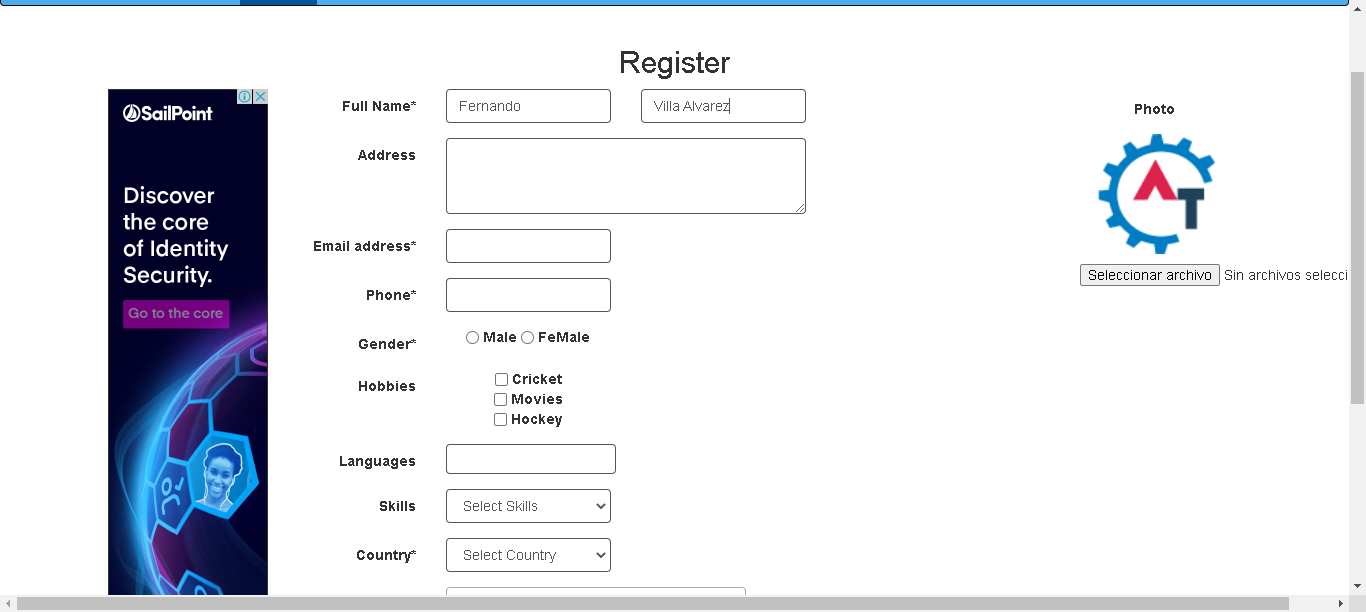 Register
SailPoint
Discover
the core
of Identity
Security.
Go to the core
Full Name*
Fernando
Villa Alvarez
Address
Email address*
Phone*
Gender*
Male
FeMale
Hobbies
Cricket
Movies
Hockey
Languages
Skills
Select Skills
Country*
Select Country
Photo
AT
Seleccionar archivo
Sin archivos selecci